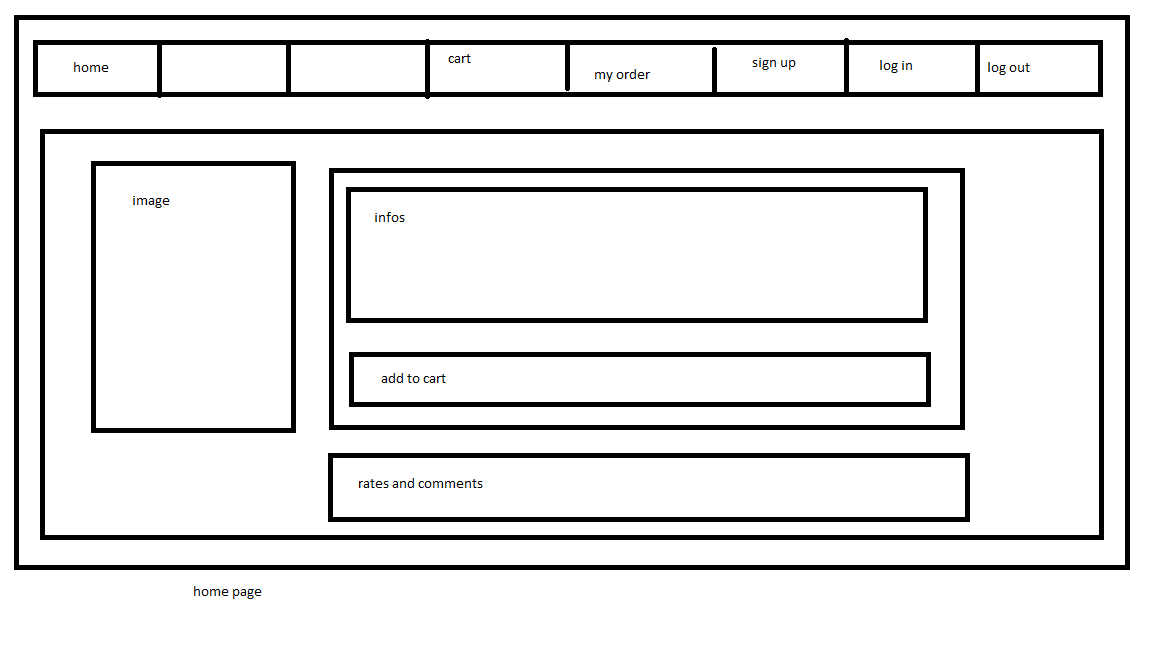 home
cart
my order
sign up
log in
log out
image
infos
add to cart
rates and comments
home page